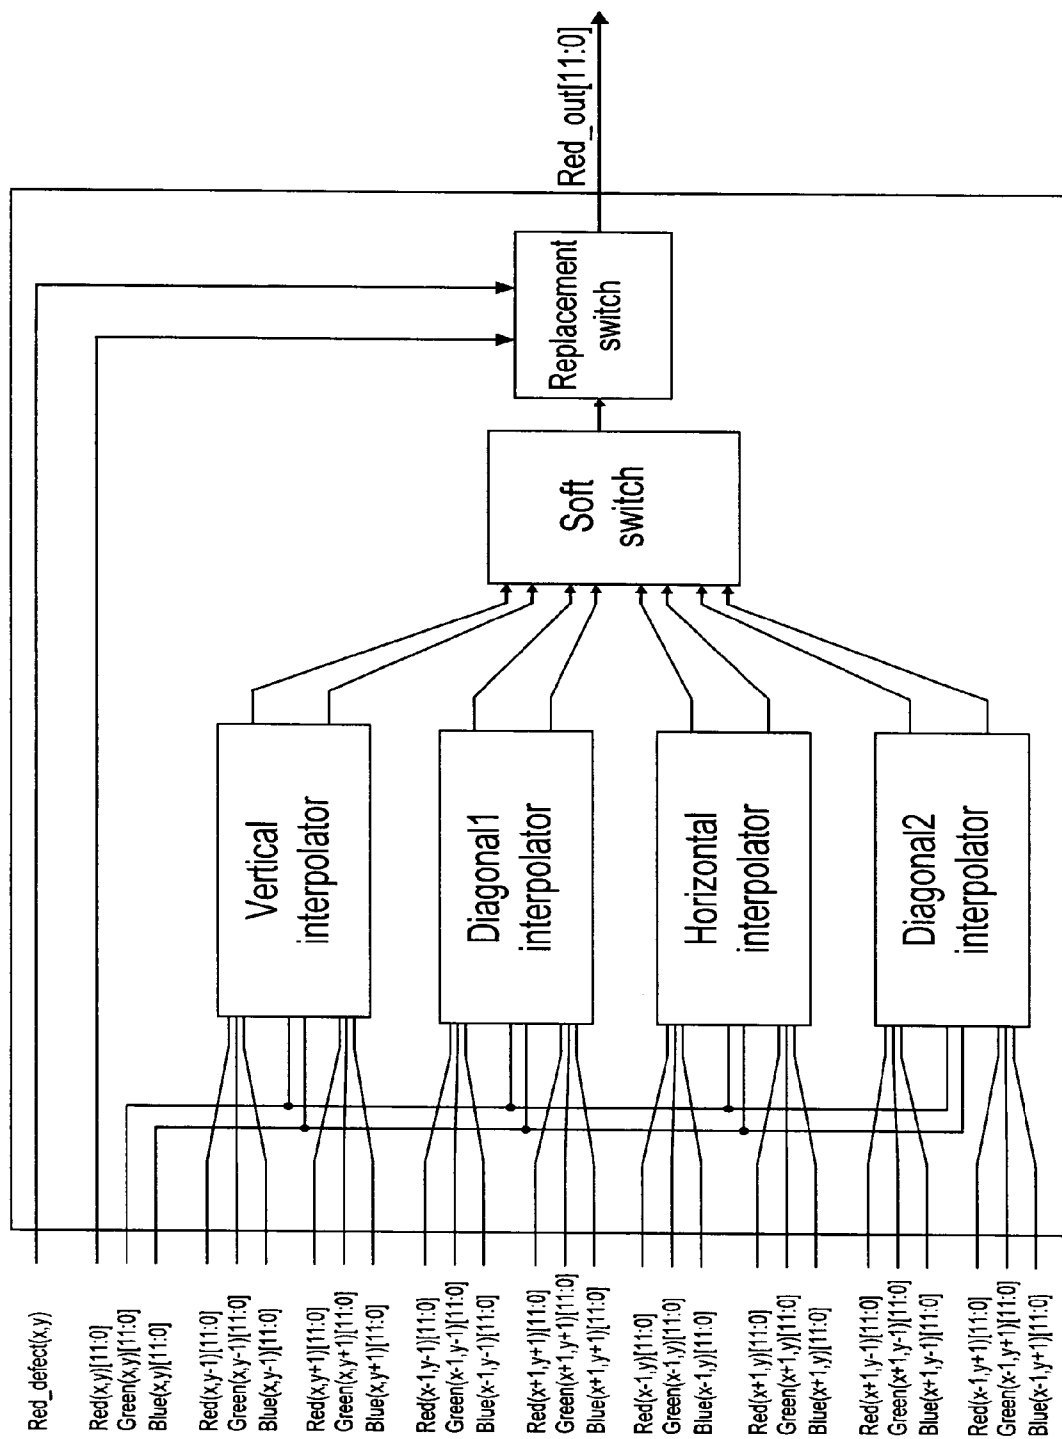 Red_defect(x,y)
Red(x,y)[11:0]
Green(x,y)[11:0]
Blue(x,y)[11:0]
Red(x,y-1)[11:0]
Green(x,y-1)[11:0]
Blue(x,y-1)[11:0]
Red(x,y+1)[11:0]
Green(x,y+1)[11:0]
Blue(x,y+1)[11:0]
Red(x-1,y-1)[11:0]
Green(x-1,y-1)[11:0]
Blue(x-1,y-1)[11:0]
Red(x+1,y+1)[11:0]
Green(x+1,y+1)[11:0]
Blue(x+1,y+1)[11:0]
Red(x-1,y)[11:0]
Green(x-1,y)[11:0]
Blue(x-1,y)[11:0]
Red(x+1,y)[11:0]
Green(x+1,y)[11:0]
Blue(x+1,y)[11:0]
Red(x+1,y-1)[11:0]
Green(x+1,y-1)[11:0]
Blue(x+1,y-1)[11:0]
Red(x-1,y+1)[11:0]
Green(x-1,y+1)[11:0]
Blue(x-1,y+1)[11:0]
Vertical
interpolator
Diagonal1
interpolator
Horizontal
interpolator
Diagonal2
interpolator
Soft
switch
Replacement
switch
Red_out[11:0]